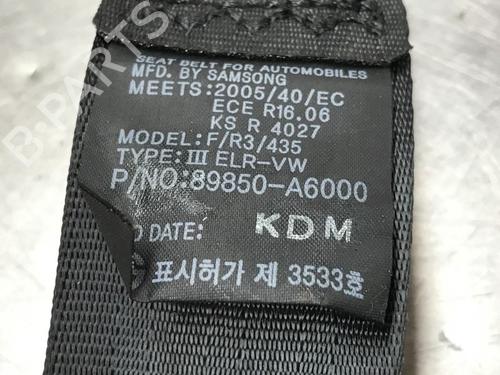 SEAT BELT FOR AUTOMOBILES
MFD. BY SAMSONG
MEETS:2005/40/EC
ECE R16.06
KS R 4027
MODEL:F/R3/435
TYPE:III ELR-VW
P/NO:89850-A6000
D DATE: KDM
표시허가 제 3533호
B-PARTS